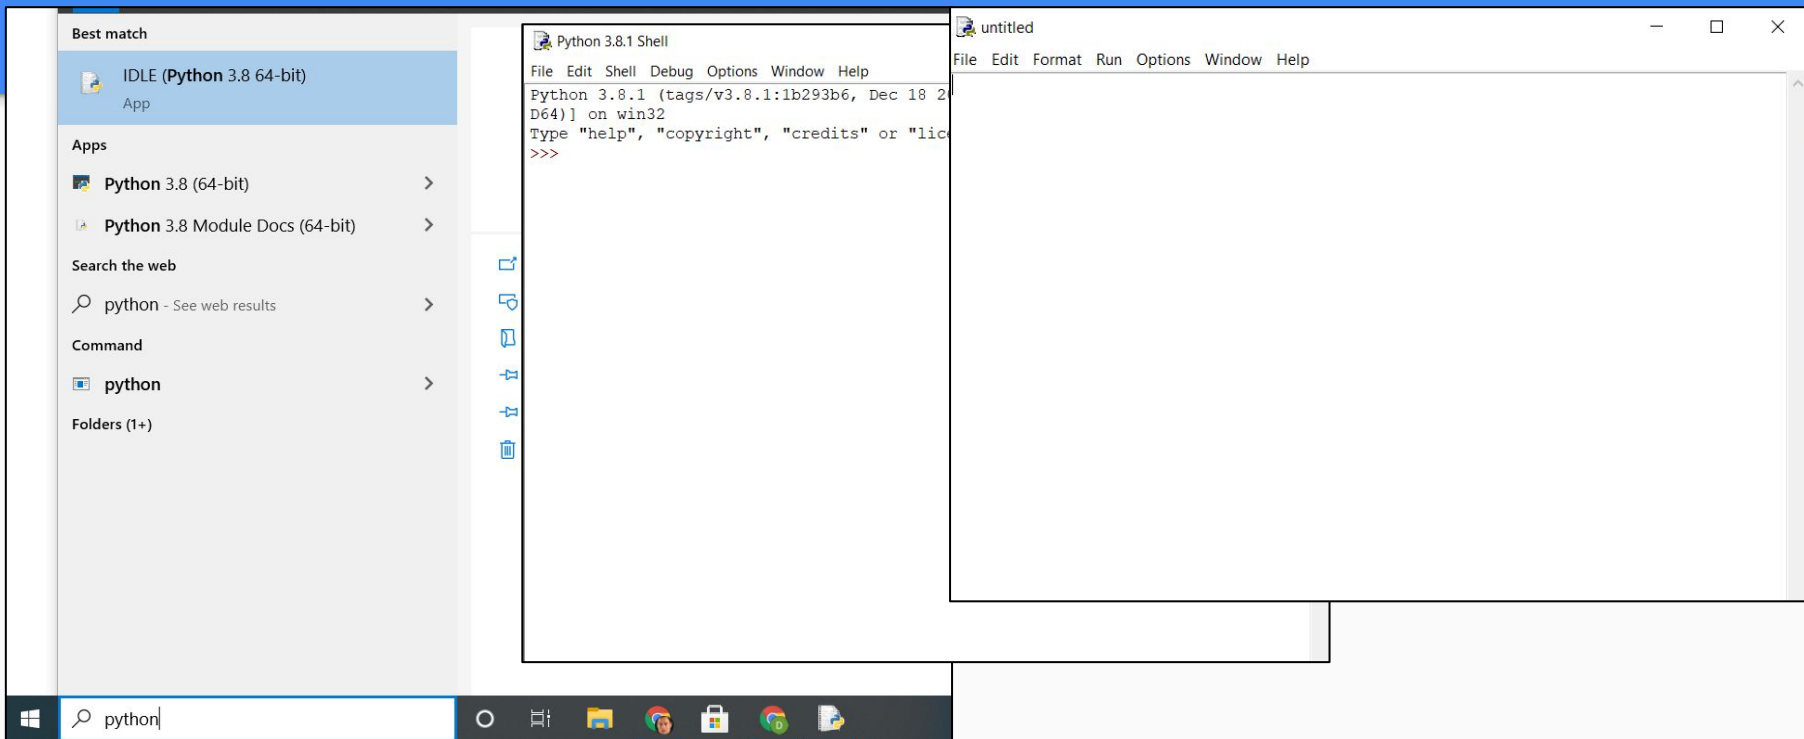 Best match
IDLE (Python 3.8 64-bit)
App
Apps
Python 3.8 (64-bit)
Python 3.8 Module Docs (64-bit)
Search the web
python - See web results
Command
python
Folders (1+)
python
Python 3.8.1 Shell
File Edit Shell Debug Options Window Help
Python 3.8.1 (tags/v3.8.1:1b293b6, Dec 18
D64)] on win32
Type "help", "copyright", "credits" or
>>>
untitled
File Edit Format Run Options Window Help